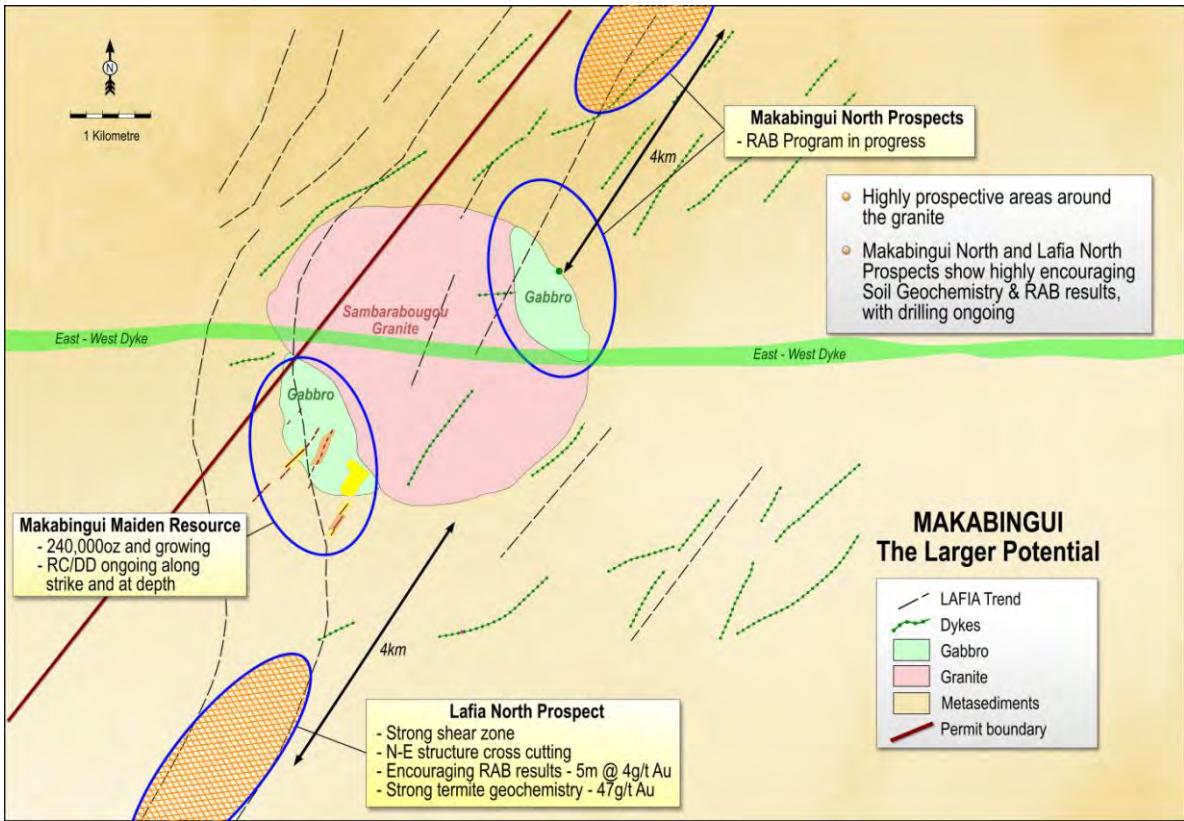 N
1 Kilometre
Makabingui North Prospects
- RAB Program in progress
4km
Highly prospective areas around
the granite
Makabingui North and Lafia North
Prospects show highly encouraging
Soil Geochemistry & RAB results,
with drilling ongoing
Gabbro
Sambarabougou
Granite
East - West Dyke
East - West Dyke
Gabbro
Makabingui Maiden Resource
- 240,000oz and growing
- RC/DD ongoing along
strike and at depth
MAKABINGUI
The Larger Potential
LAFIA Trend
Dykes
Gabbro
Granite
Metasediments
Permit boundary
4km
Lafia North Prospect
- Strong shear zone
- N-E structure cross cutting
- Encouraging RAB results - 5m @ 4g/t Au
- Strong termite geochemistry - 47g/t Au